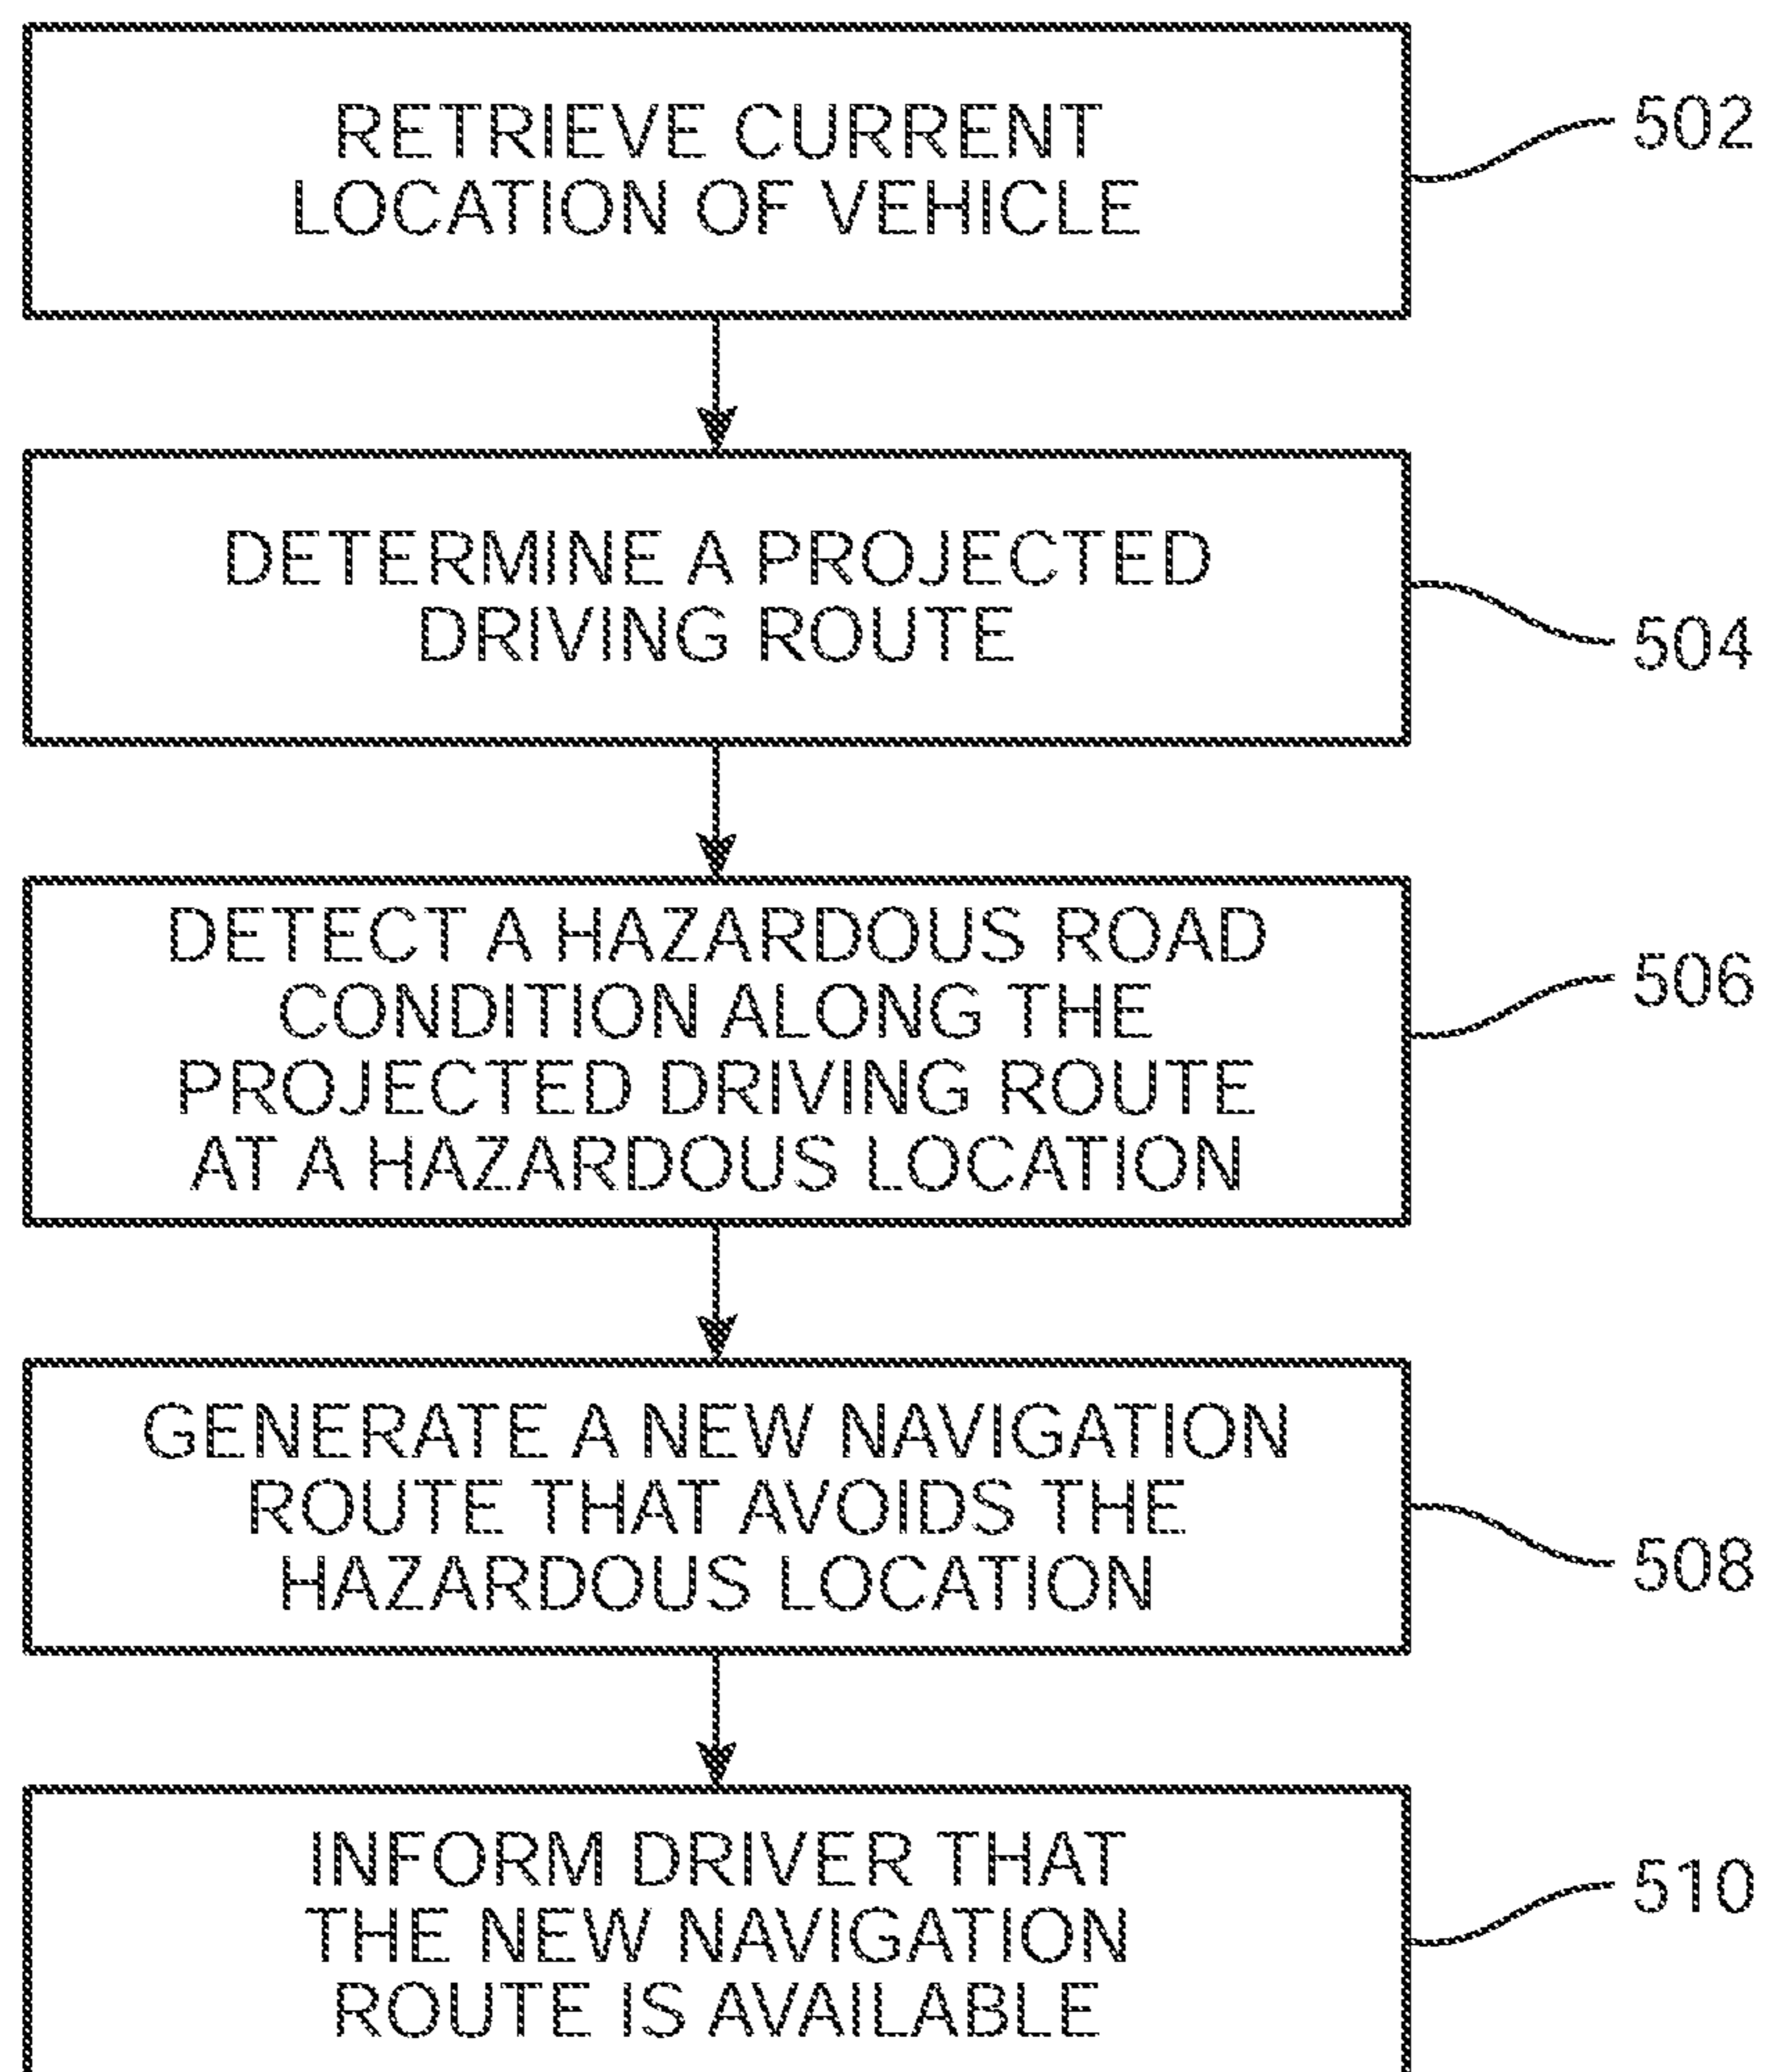 RETRIEVE CURRENT
LOCATION OF VEHICLE
502
DETERMINE A PROJECTED
DRIVING ROUTE
504
DETECT A HAZARDOUS ROAD
CONDITION ALONG THE
PROJECTED DRIVING ROUTE
AT A HAZARDOUS LOCATION
506
GENERATE A NEW NAVIGATION
ROUTE THAT AVOIDS THE
HAZARDOUS LOCATION
508
INFORM DRIVER THAT
THE NEW NAVIGATION
ROUTE IS AVAILABLE
510